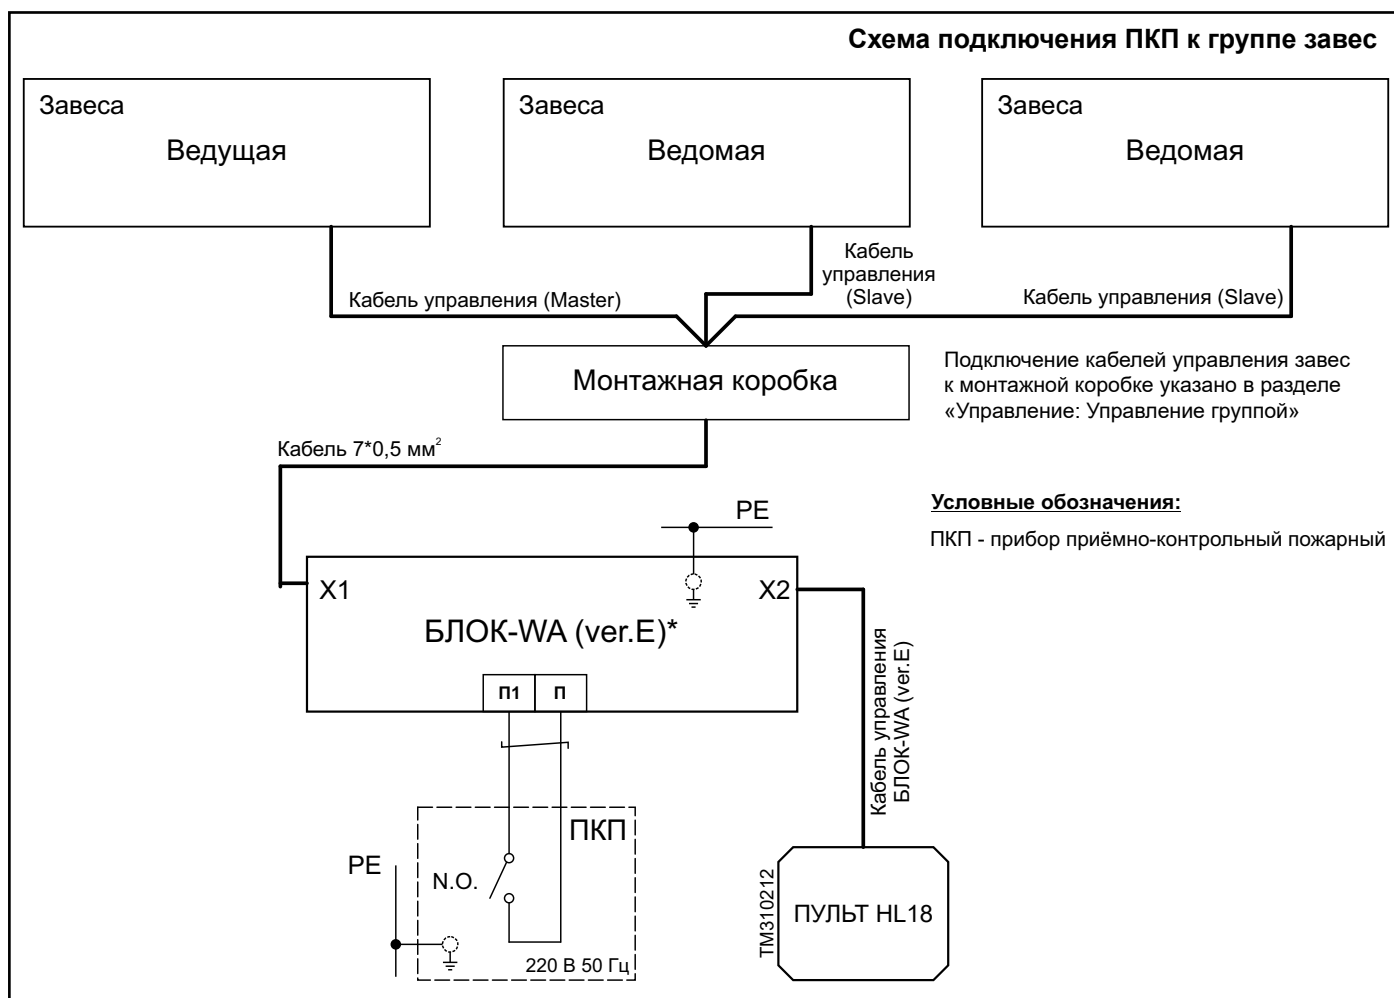 Схема подключения ПКП к группе завес
Завеса
Ведущая
Завеса
Ведомая
Завеса
Ведомая
Кабель управления (Master)
Кабель
управления
(Slave)
Кабель управления (Slave)
Монтажная коробка
Подключение кабелей управления завес
к монтажной коробке указано в разделе
«Управление: Управление группой»
Кабель 7*0,5 мм²
Условные обозначения:
ПКП - прибор приёмно-контрольный пожарный
PE
X1
X2
БЛОК-WA (ver.E)*
П1
П
Кабель управления
БЛОК-WA (ver.E)
ПКП
PE
N.O.
220 В 50 Гц
TM310212
ПУЛЬТ HL18